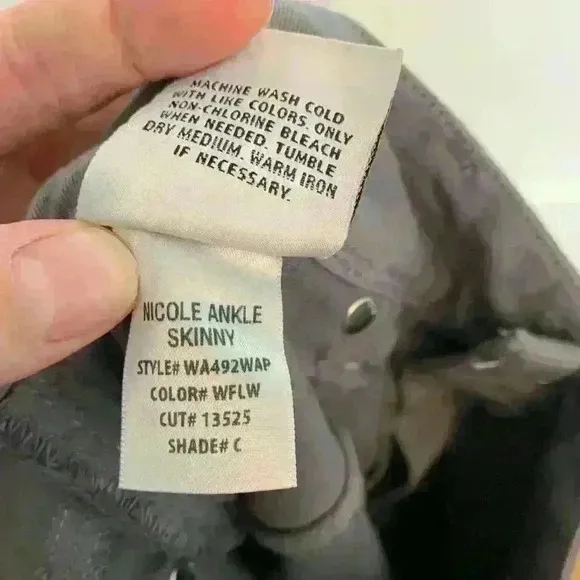 MACHINE WASH COLD
WITH LIKE COLORS. ONLY
NON-CHLORINE BLEACH
WHEN NEEDED. TUMBLE
DRY MEDIUM. WARM IRON
IF NECESSARY.
NICOLE ANKLE
SKINNY
STYLE# WA492WAP
COLOR# WFLW
CUT# 13525
SHADE# C